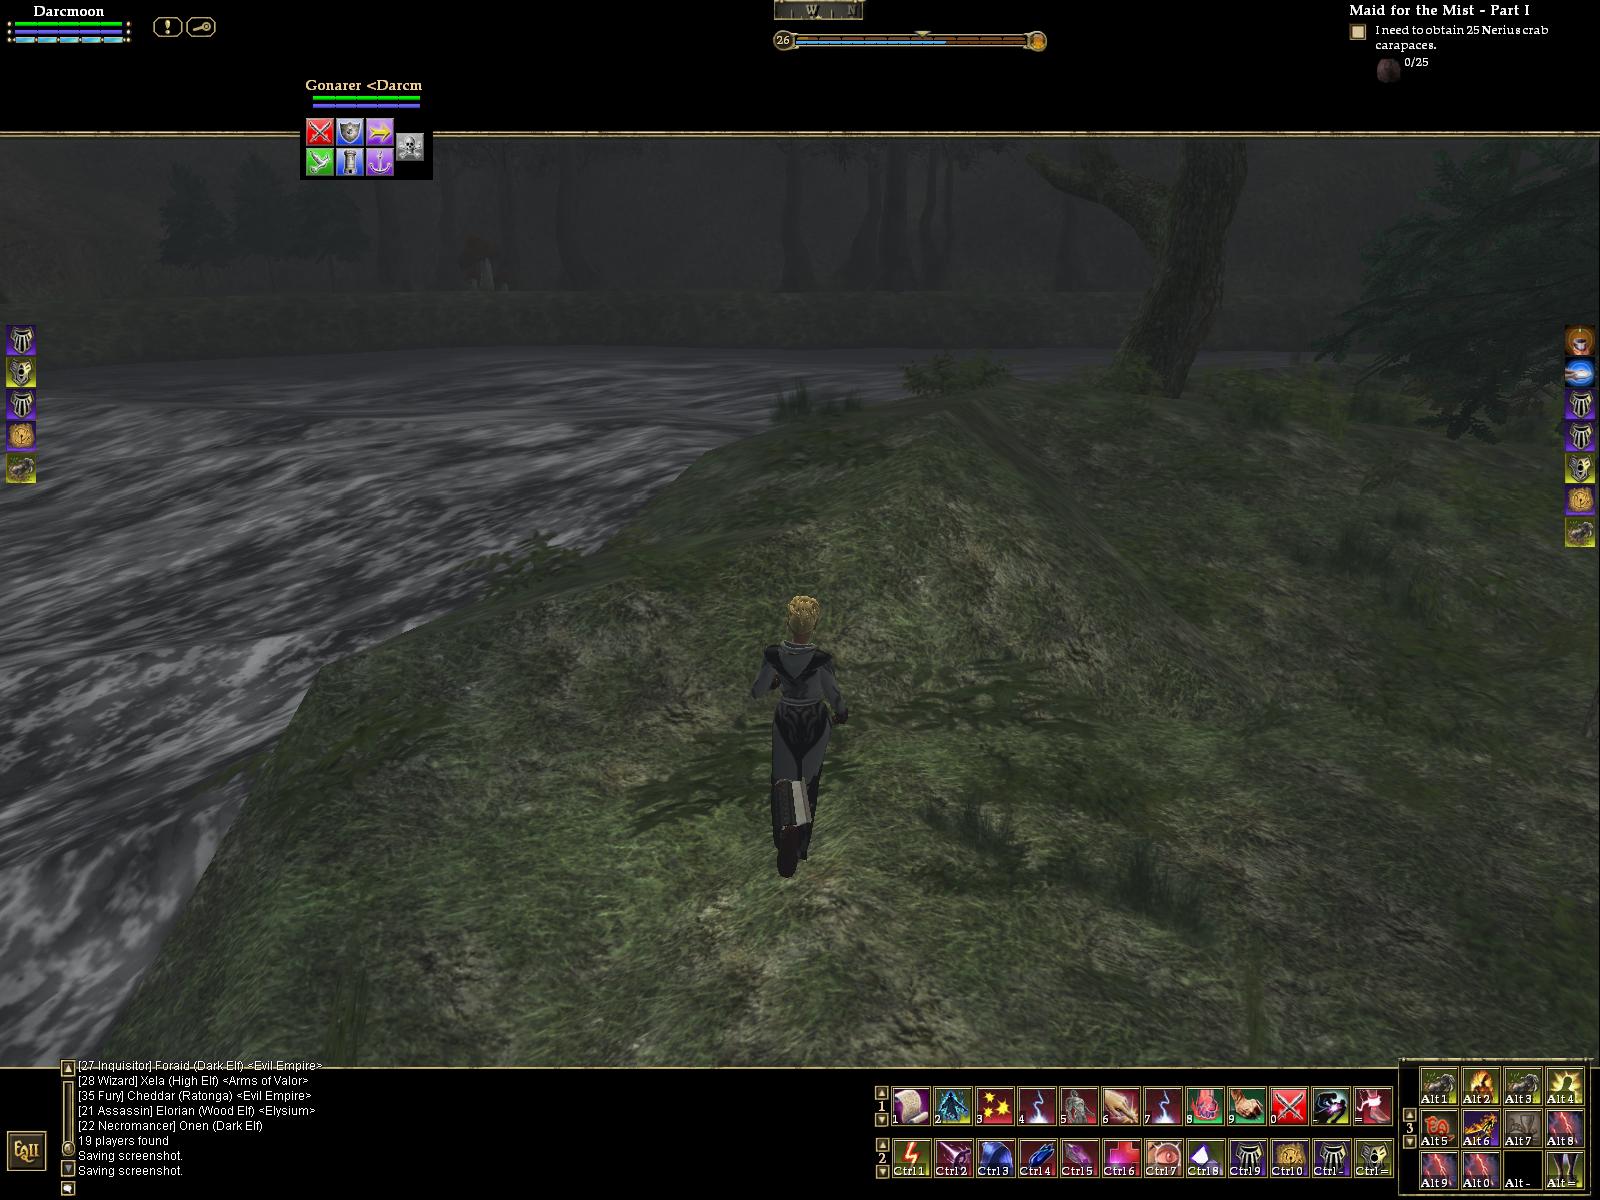 Darcmoon
W N
26
Maid for the Mist - Part I
I need to obtain 25 Nerius crab
carapaces.
0/25
Gonarer <Darcm
[27 Inquisitor] Foraid (Dark Elf) <Evil Empire>
[28 Wizard] Xela (High Elf) <Arms of Valor>
[35 Fury] Cheddar (Ratonga) <Evil Empire>
[21 Assassin] Elorian (Wood Elf) <Elysium>
[22 Necromancer] Onen (Dark Elf)
19 players found
Saving screenshot.
Saving screenshot.
EQII
1
1 2 3 4 5 6 7 8 9 0 - =
2
Ctrl1 Ctrl2 Ctrl3 Ctrl4 Ctrl5 Ctrl6 Ctrl7 Ctrl8 Ctrl9 Ctrl0 Ctrl- Ctrl=
3
Alt1 Alt2 Alt3 Alt4
Alt5 Alt6 Alt7 Alt8
Alt9 Alt0 Alt- Alt=